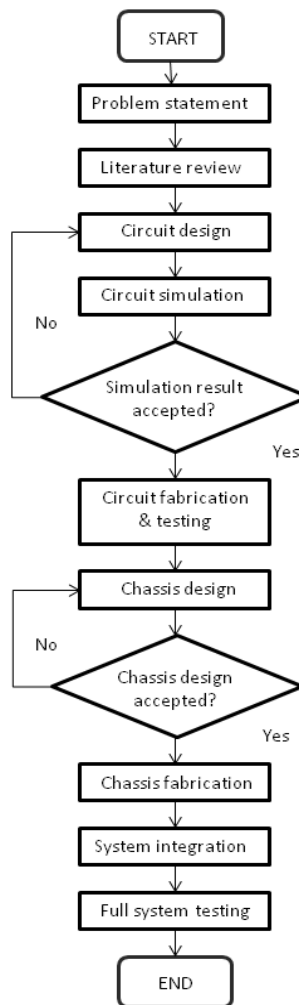 START
Problem statement
Literature review
Circuit design
Circuit simulation
No
Simulation result
accepted?
Yes
Circuit fabrication
& testing
Chassis design
No
Chassis design
accepted?
Yes
Chassis fabrication
System integration
Full system testing
END